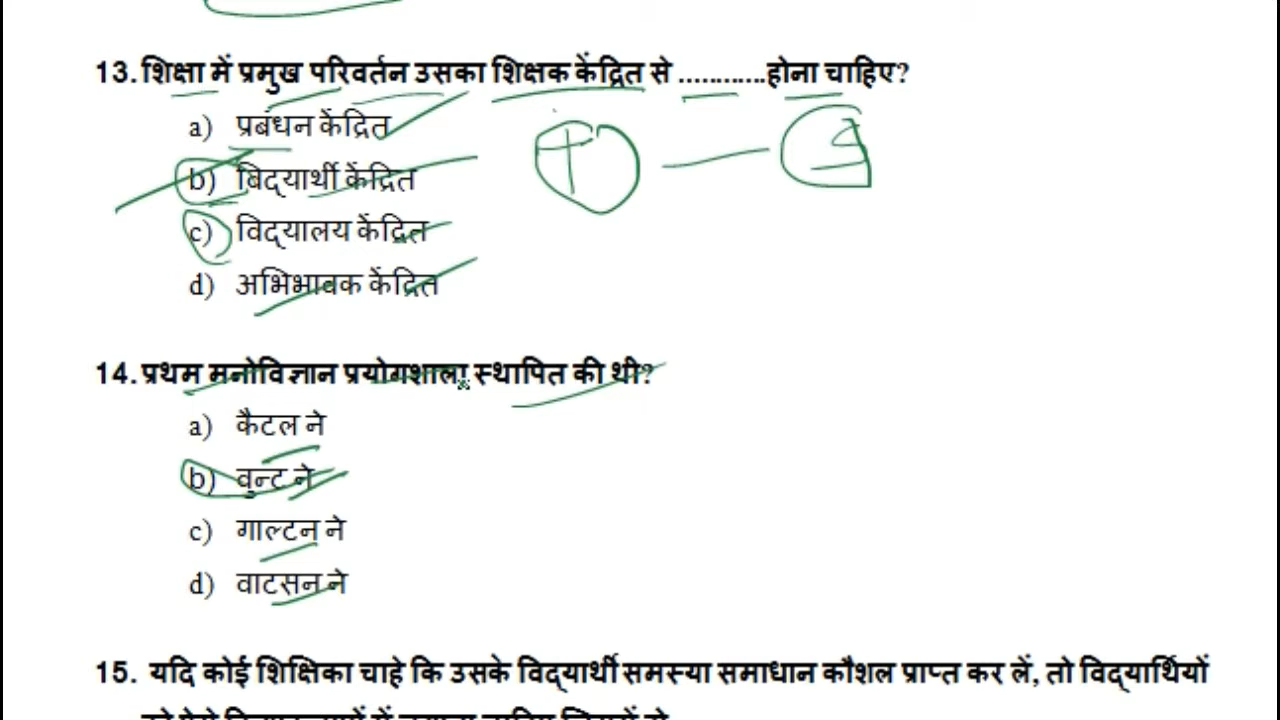 13. शिक्षा में प्रमुख परिवर्तन उसका शिक्षक केंद्रित से ............होना चाहिए?
a) प्रबंधन केंद्रित
T — S
b) बिद्यार्थी केंद्रित
c) विद्यालय केंद्रित
d) अभिभावक केंद्रित
14. प्रथम मनोविज्ञान प्रयोगशाला स्थापित की थी?
a) कैटल ने
b) वुन्ट ने
c) गाल्टन ने
d) वाटसन ने
15. यदि कोई शिक्षिका चाहे कि उसके विद्यार्थी समस्या समाधान कौशल प्राप्त कर लें, तो विद्यार्थियों